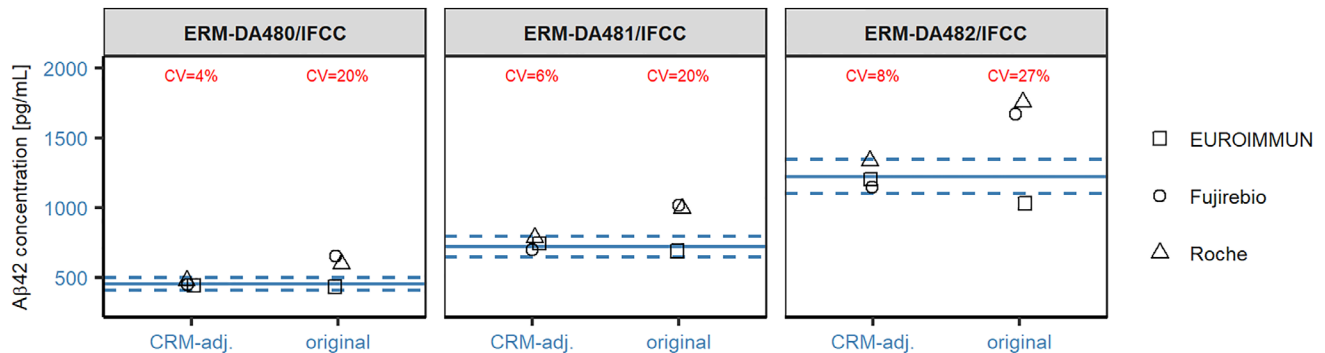 ERM-DA480/IFCC
ERM-DA481/IFCC
ERM-DA482/IFCC
Aβ42 concentration [pg/mL]
2000
1500
1000
500
CV=4%
CV=20%
CV=6%
CV=20%
CV=8%
CV=27%
CRM-adj.
original
CRM-adj.
original
CRM-adj.
original
EUROIMMUN
Fujirebio
Roche